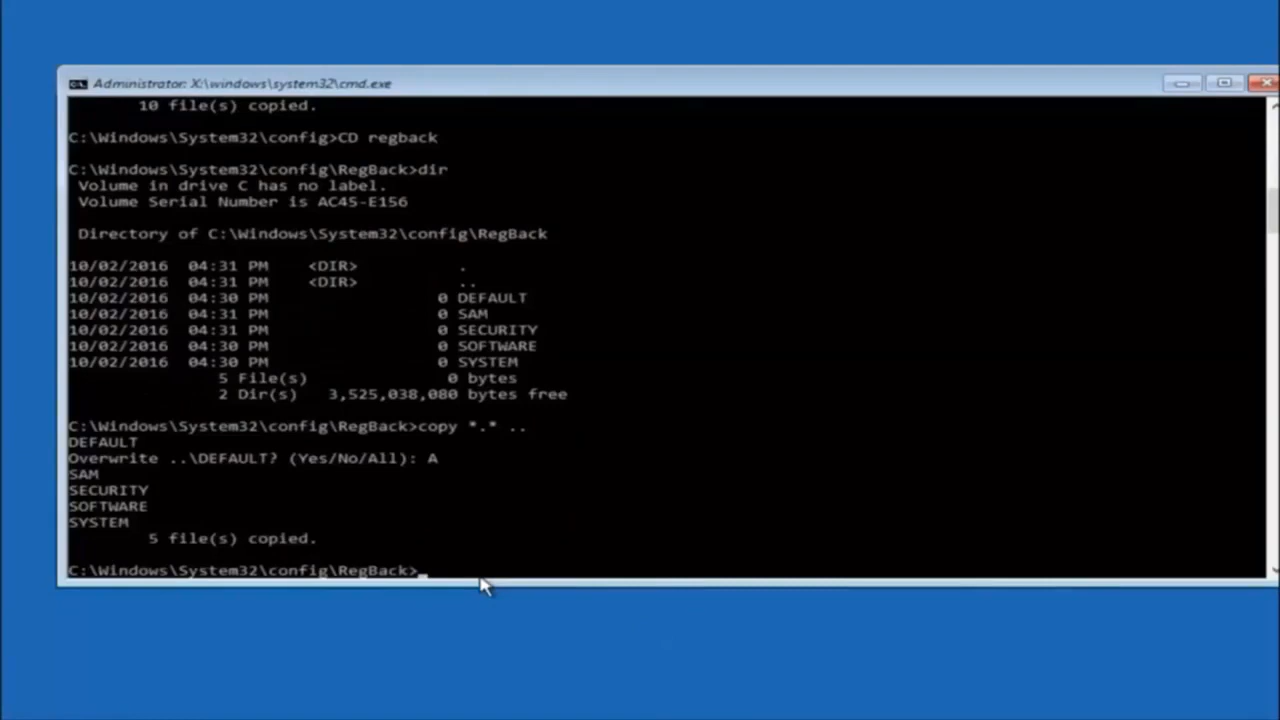 Administrator: X:\windows\system32\cmd.exe
10 file(s) copied.
C:\Windows\System32\config>CD regback
C:\Windows\System32\config\RegBack>dir
Volume in drive C has no label.
Volume Serial Number is AC45-E156
Directory of C:\Windows\System32\config\RegBack
10/02/2016  04:31 PM    <DIR>          .
10/02/2016  04:31 PM    <DIR>          ..
10/02/2016  04:30 PM                 0 DEFAULT
10/02/2016  04:31 PM                 0 SAM
10/02/2016  04:31 PM                 0 SECURITY
10/02/2016  04:30 PM                 0 SOFTWARE
10/02/2016  04:30 PM                 0 SYSTEM
5 File(s)              0 bytes
2 Dir(s)   3,525,038,080 bytes free
C:\Windows\System32\config\RegBack>copy *.* ..
DEFAULT
Overwrite ..\DEFAULT? (Yes/No/All): A
SAM
SECURITY
SOFTWARE
SYSTEM
5 file(s) copied.
C:\Windows\System32\config\RegBack>_